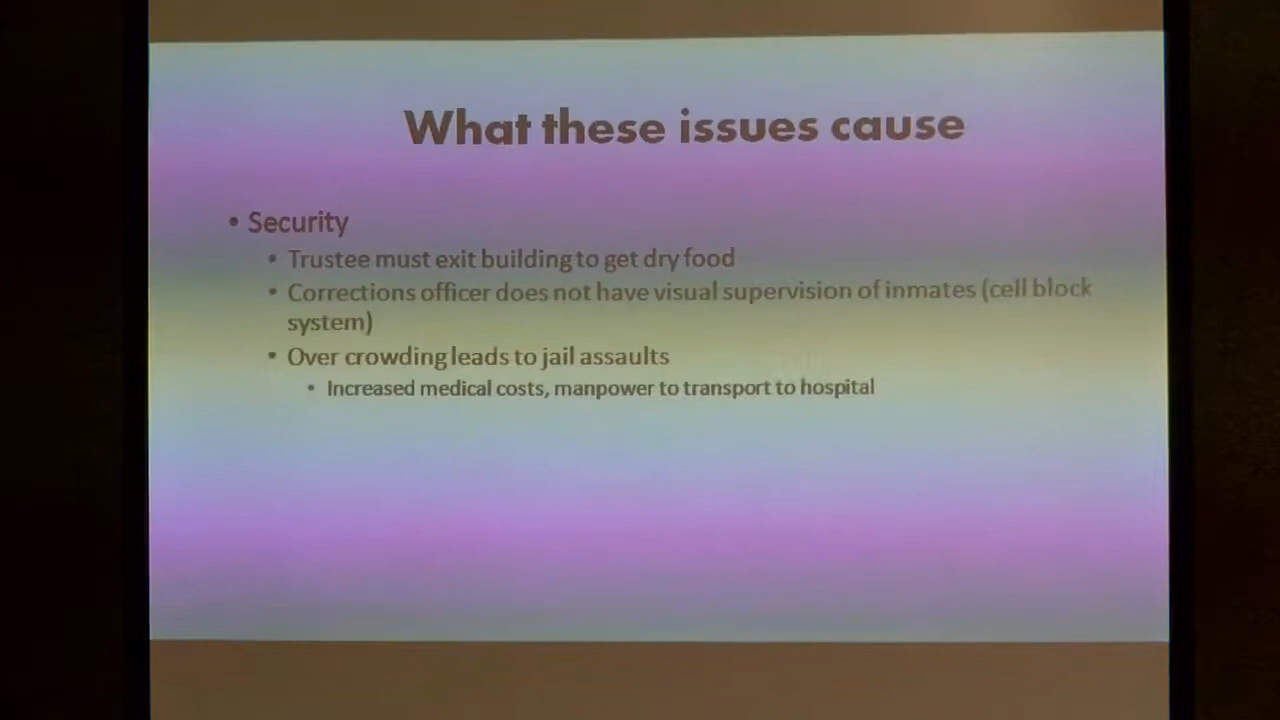 What these issues cause
• Security
• Trustee must exit building to get dry food
• Corrections officer does not have visual supervision of inmates (cell block
system)
• Over crowding leads to jail assaults
• Increased medical costs, manpower to transport to hospital